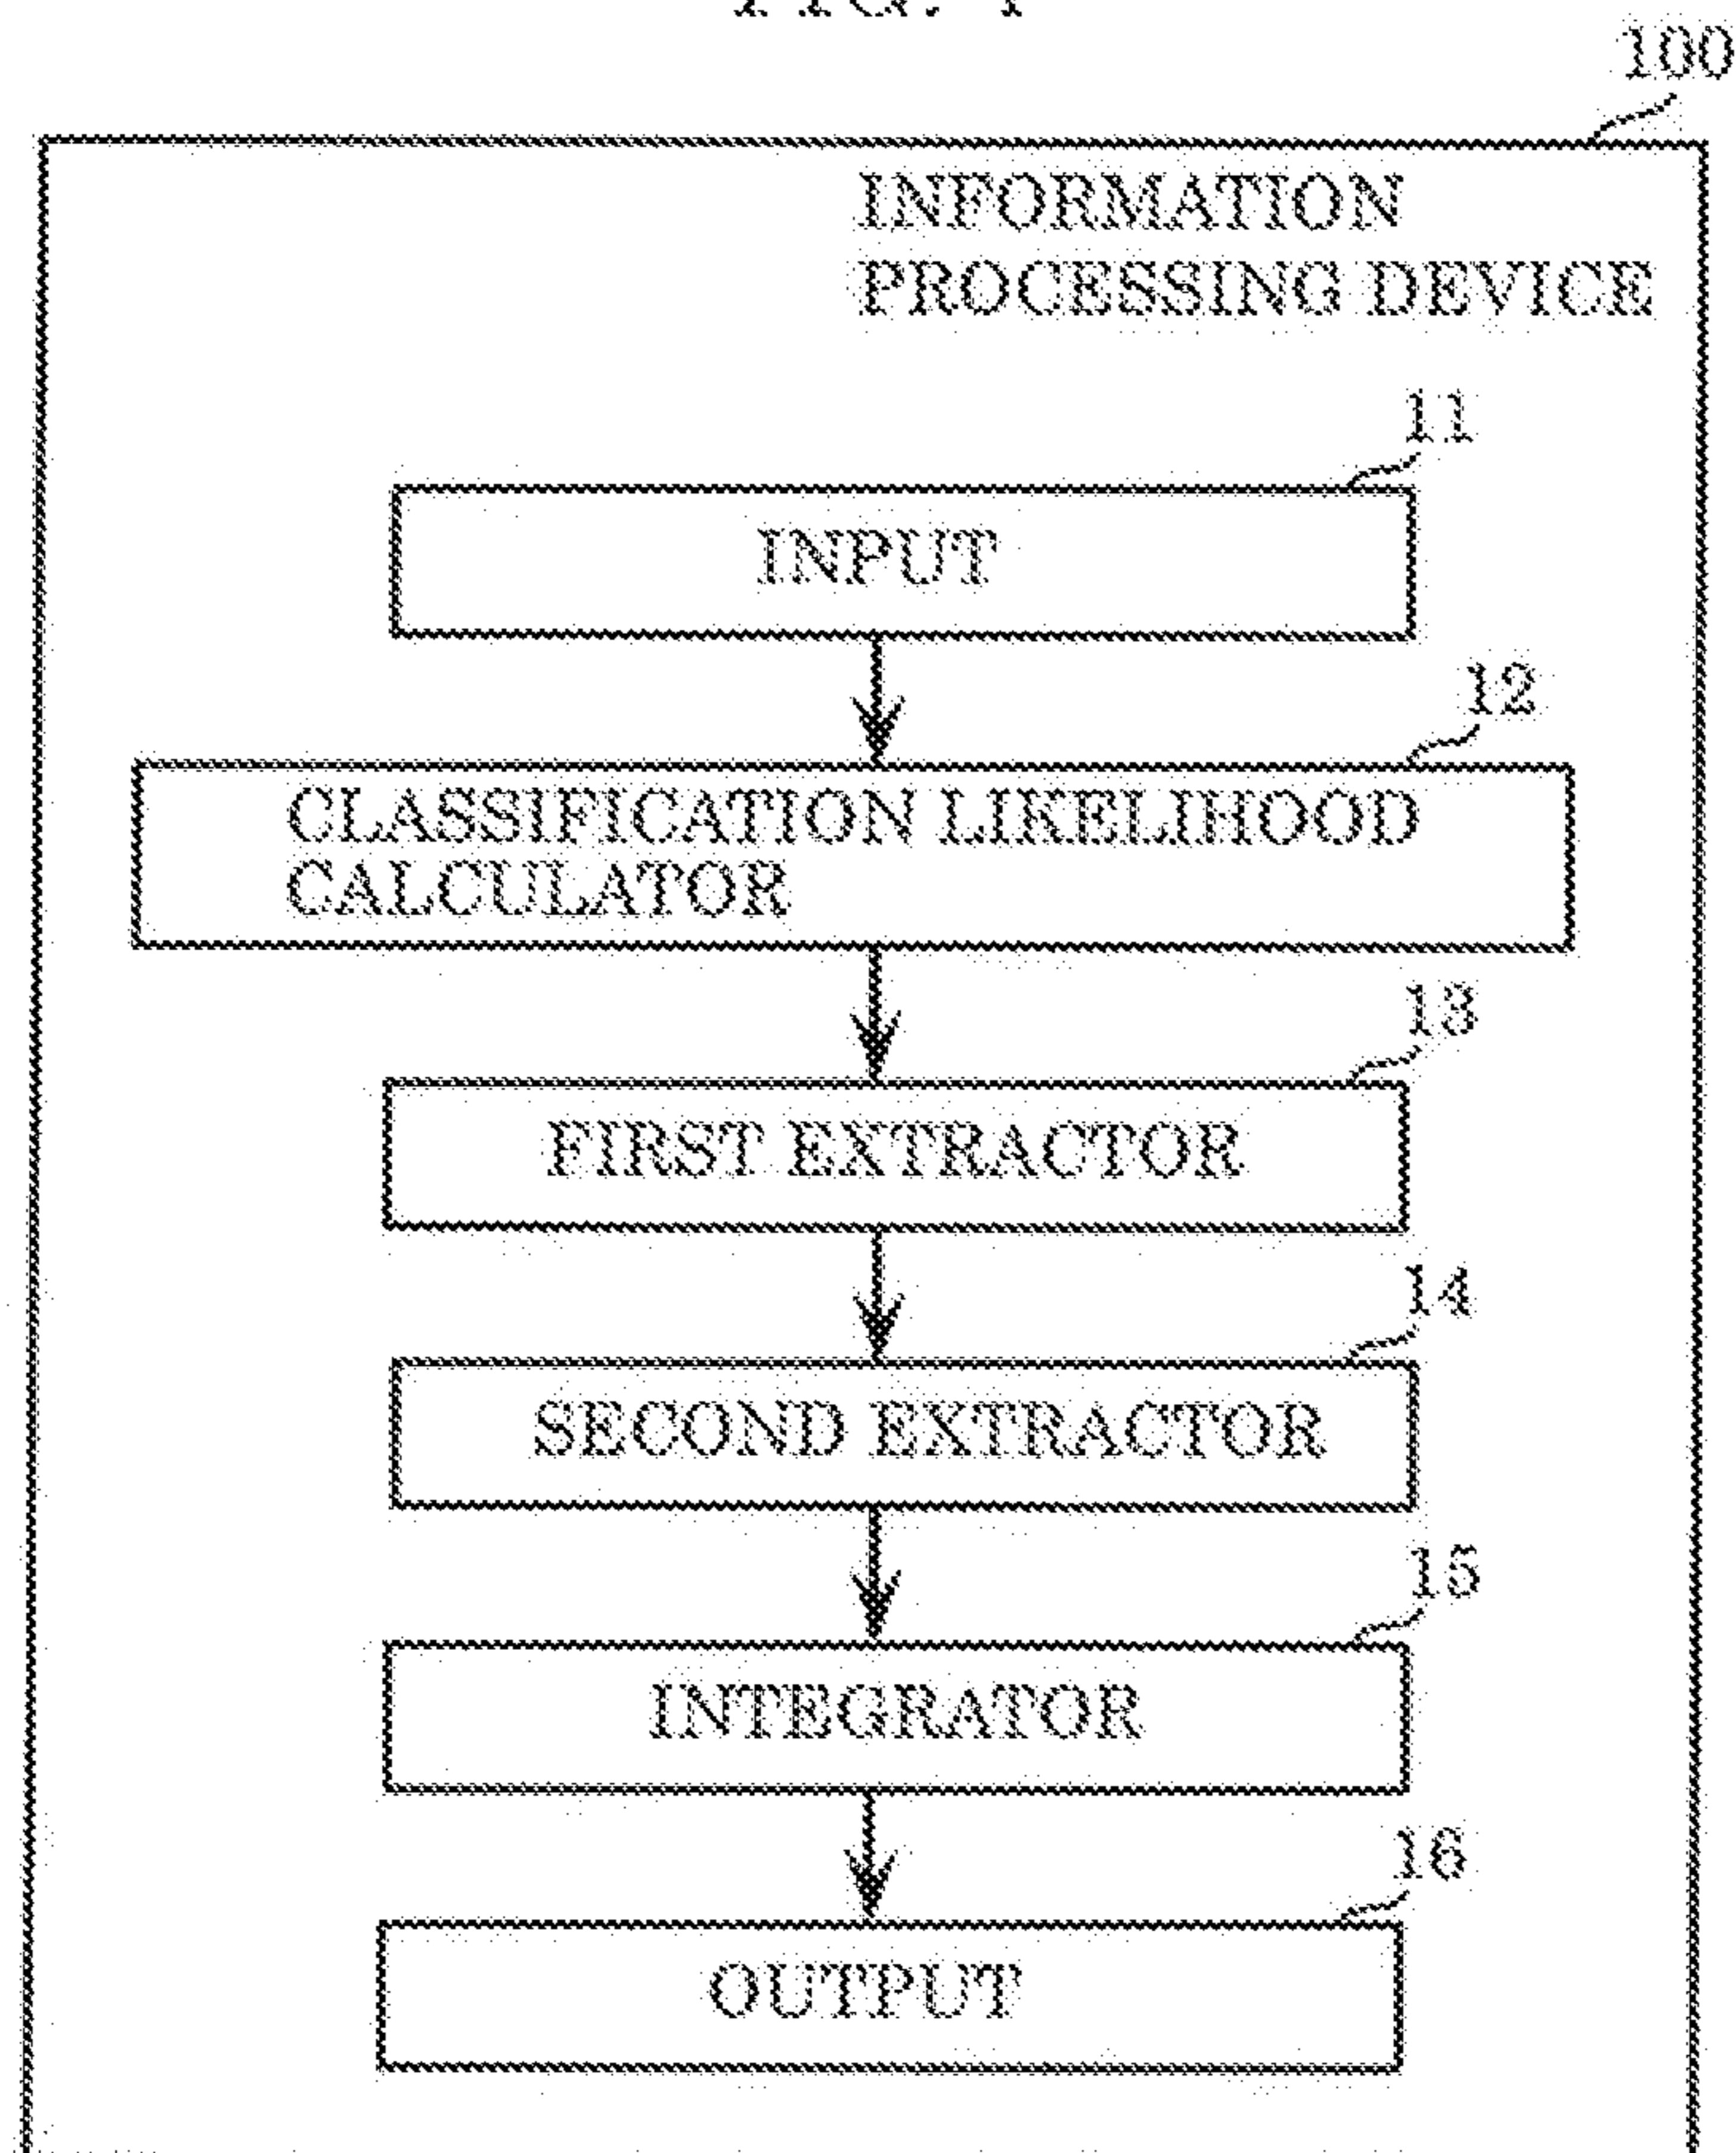 100
INFORMATION
PROCESSING DEVICE
11
INPUT
12
CLASSIFICATION LIKELIHOOD
CALCULATOR
13
FIRST EXTRACTOR
14
SECOND EXTRACTOR
15
INTEGRATOR
16
OUTPUT